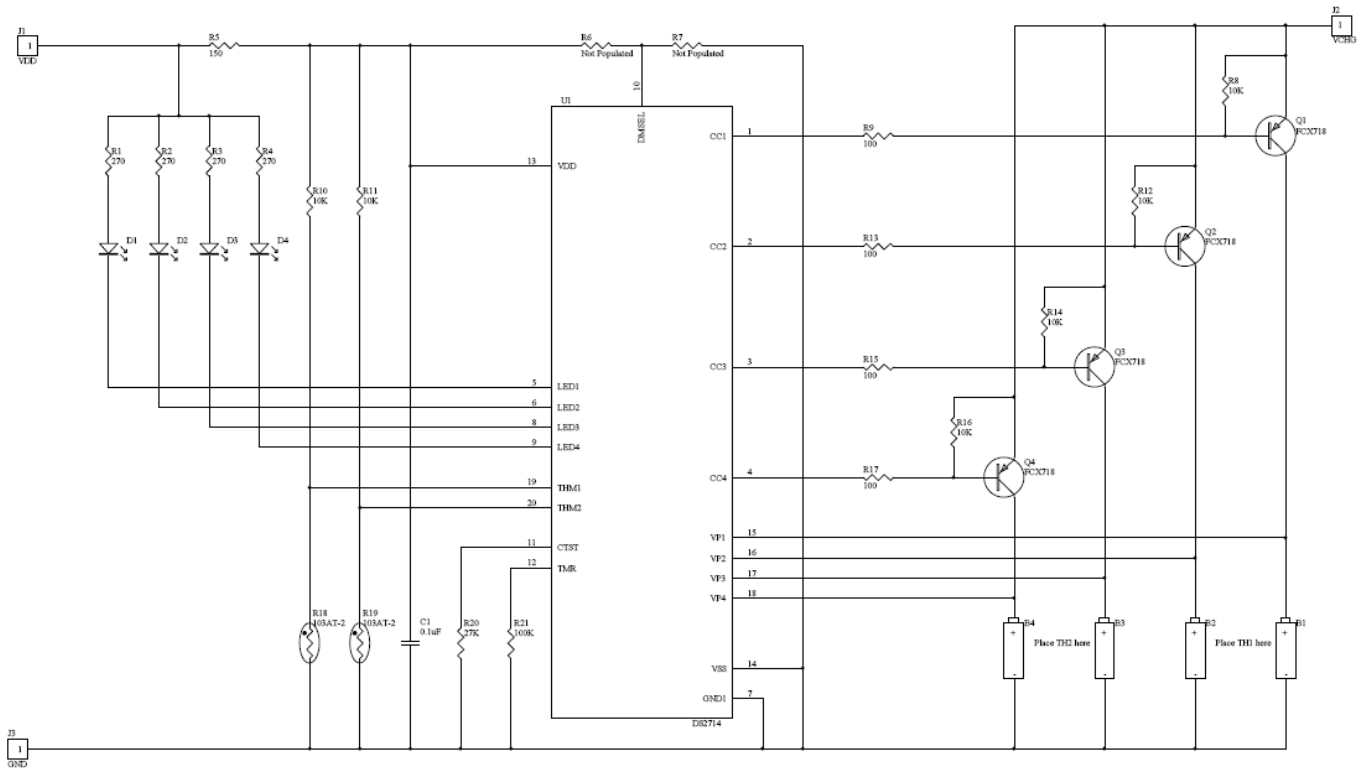 J1
1
VDD
R5
150
R6
Not Populated
R7
Not Populated
J2
1
VCHG
R8
10K
Q1
FCX718
U1
10
DMSEL
CC1
1
R9
100
R1
270
R2
270
R3
270
R4
270
13
VDD
R10
10K
R11
10K
R12
10K
Q2
FCX718
D1
D2
D3
D4
CC2
2
R13
100
R14
10K
Q3
FCX718
CC3
3
R15
100
5
LED1
6
LED2
8
LED3
9
LED4
R16
10K
Q4
FCX718
CC4
4
R17
100
19
THM1
20
THM2
11
CTST
12
TMR
VP1
15
VP2
16
VP3
17
VP4
18
R18
103AT-2
R19
103AT-2
C1
0.1uF
R20
27K
R21
100K
B4
+
-
Place TH2 here
B3
+
-
B2
+
-
Place TH1 here
B1
+
-
VSS
14
GND1
7
DS2714
J3
1
GND